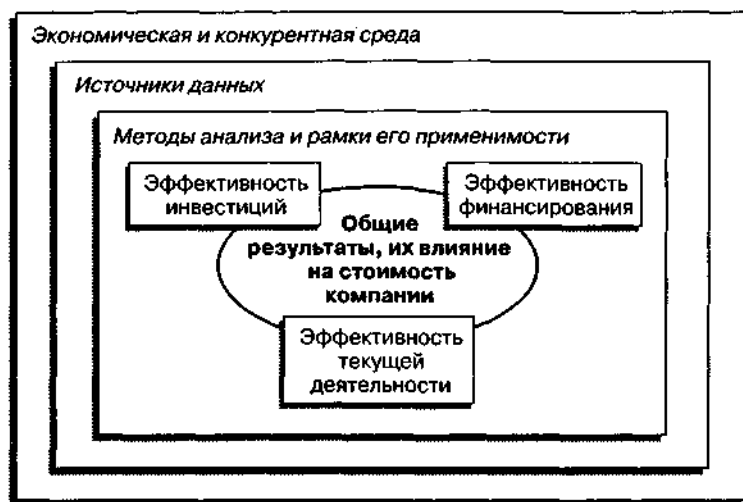 Экономическая и конкурентная среда
Источники данных
Методы анализа и рамки его применимости
Эффективность
инвестиций
Эффективность
финансирования
Общие
результаты, их влияние
на стоимость
компании
Эффективность
текущей
деятельности